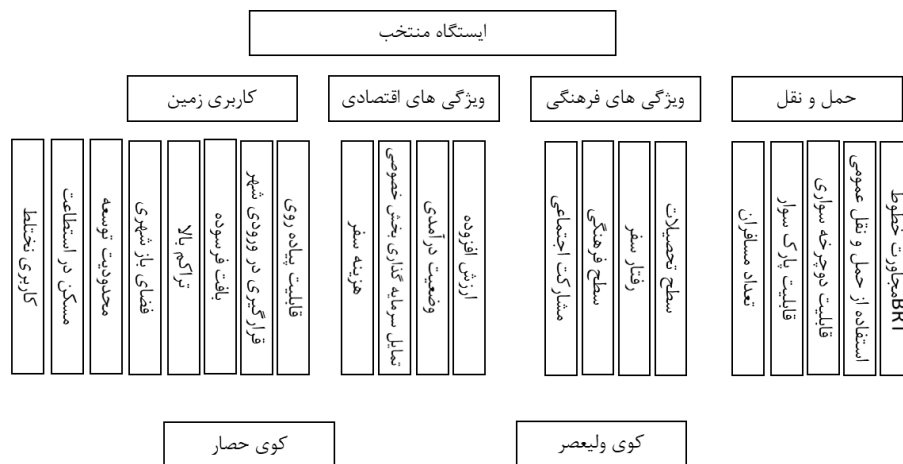 ایستگاه منتخب
حمل و نقل
ویژگی های فرهنگی
ویژگی های اقتصادی
کاربری زمین
مجاورت خطوط BRT
استفاده از حمل و نقل عمومی
قابلیت دوچرخه سواری
قابلیت پارک سوار
تعداد مسافران
سطح تحصیلات
رفتار سفر
سطح فرهنگی
مشارکت اجتماعی
ارزش افزوده
وضعیت درآمدی
تمایل سرمایه گذاری بخش خصوصی
هزینه سفر
قابلیت پیاده روی
قرارگیری در ورودی شهر
بافت فرسوده
تراکم بالا
فضای باز شهری
محدودیت توسعه
مسکن در استطاعت
کاربری نختلط
کوی ولیعصر
کوی حصار